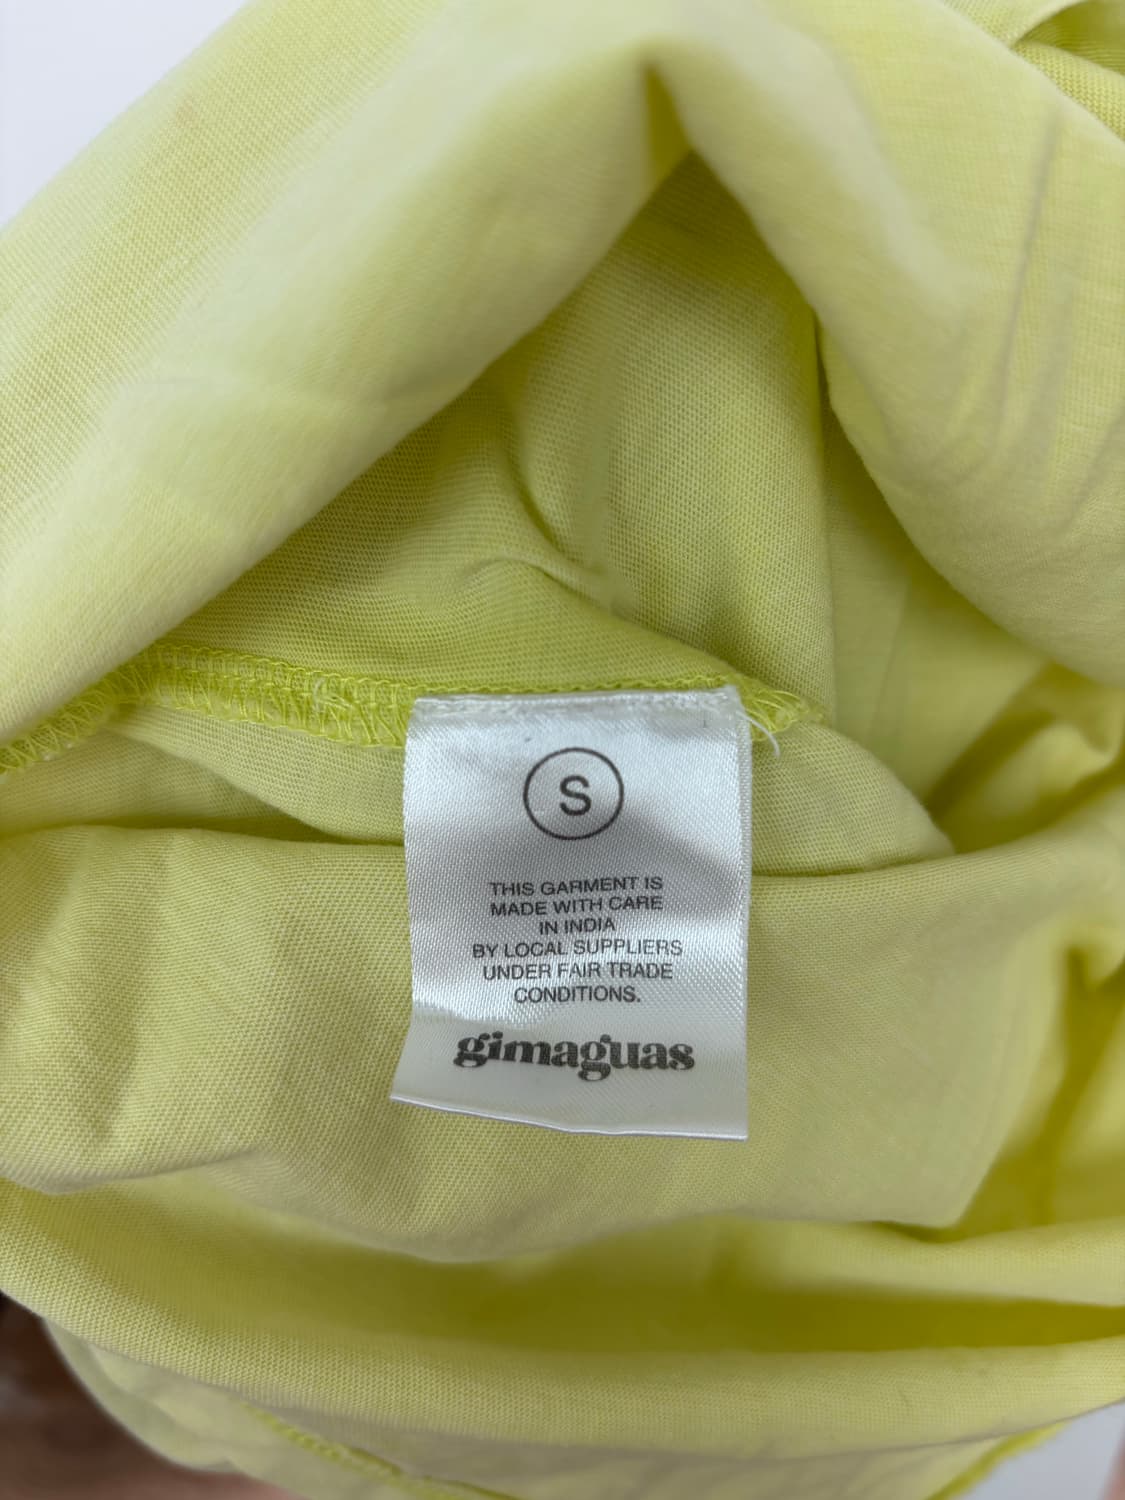 S
THIS GARMENT IS
MADE WITH CARE
IN INDIA
BY LOCAL SUPPLIERS
UNDER FAIR TRADE
CONDITIONS.
gimaguas